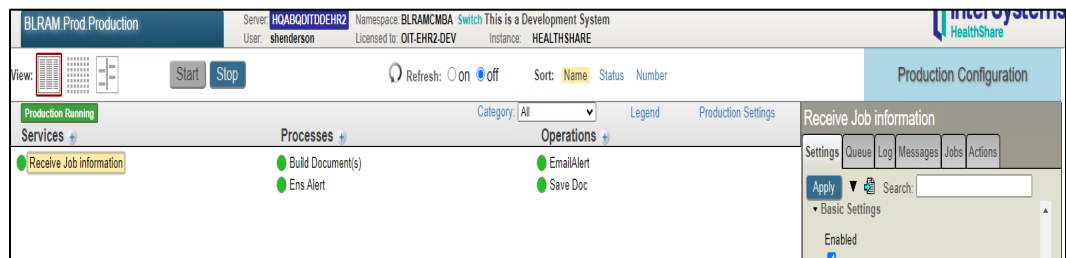 BLRAM.Prod.Production
Server: HQABQDITDDEHR2 Namespace: BLRAMCMBA Switch This is a Development System
User: shenderson Licensed to: OIT-EHR2-DEV Instance: HEALTHSHARE
InterSystems
HealthShare
View: Start Stop Refresh: on off Sort: Name Status Number
Production Configuration
Production Running Category: All Legend Production Settings
Services Processes Operations
Receive Job information Build Document(s) EmailAlert
Ens.Alert Save Doc
Receive Job information
Settings Queue Log Messages Jobs Actions
Apply Search:
Basic Settings
Enabled